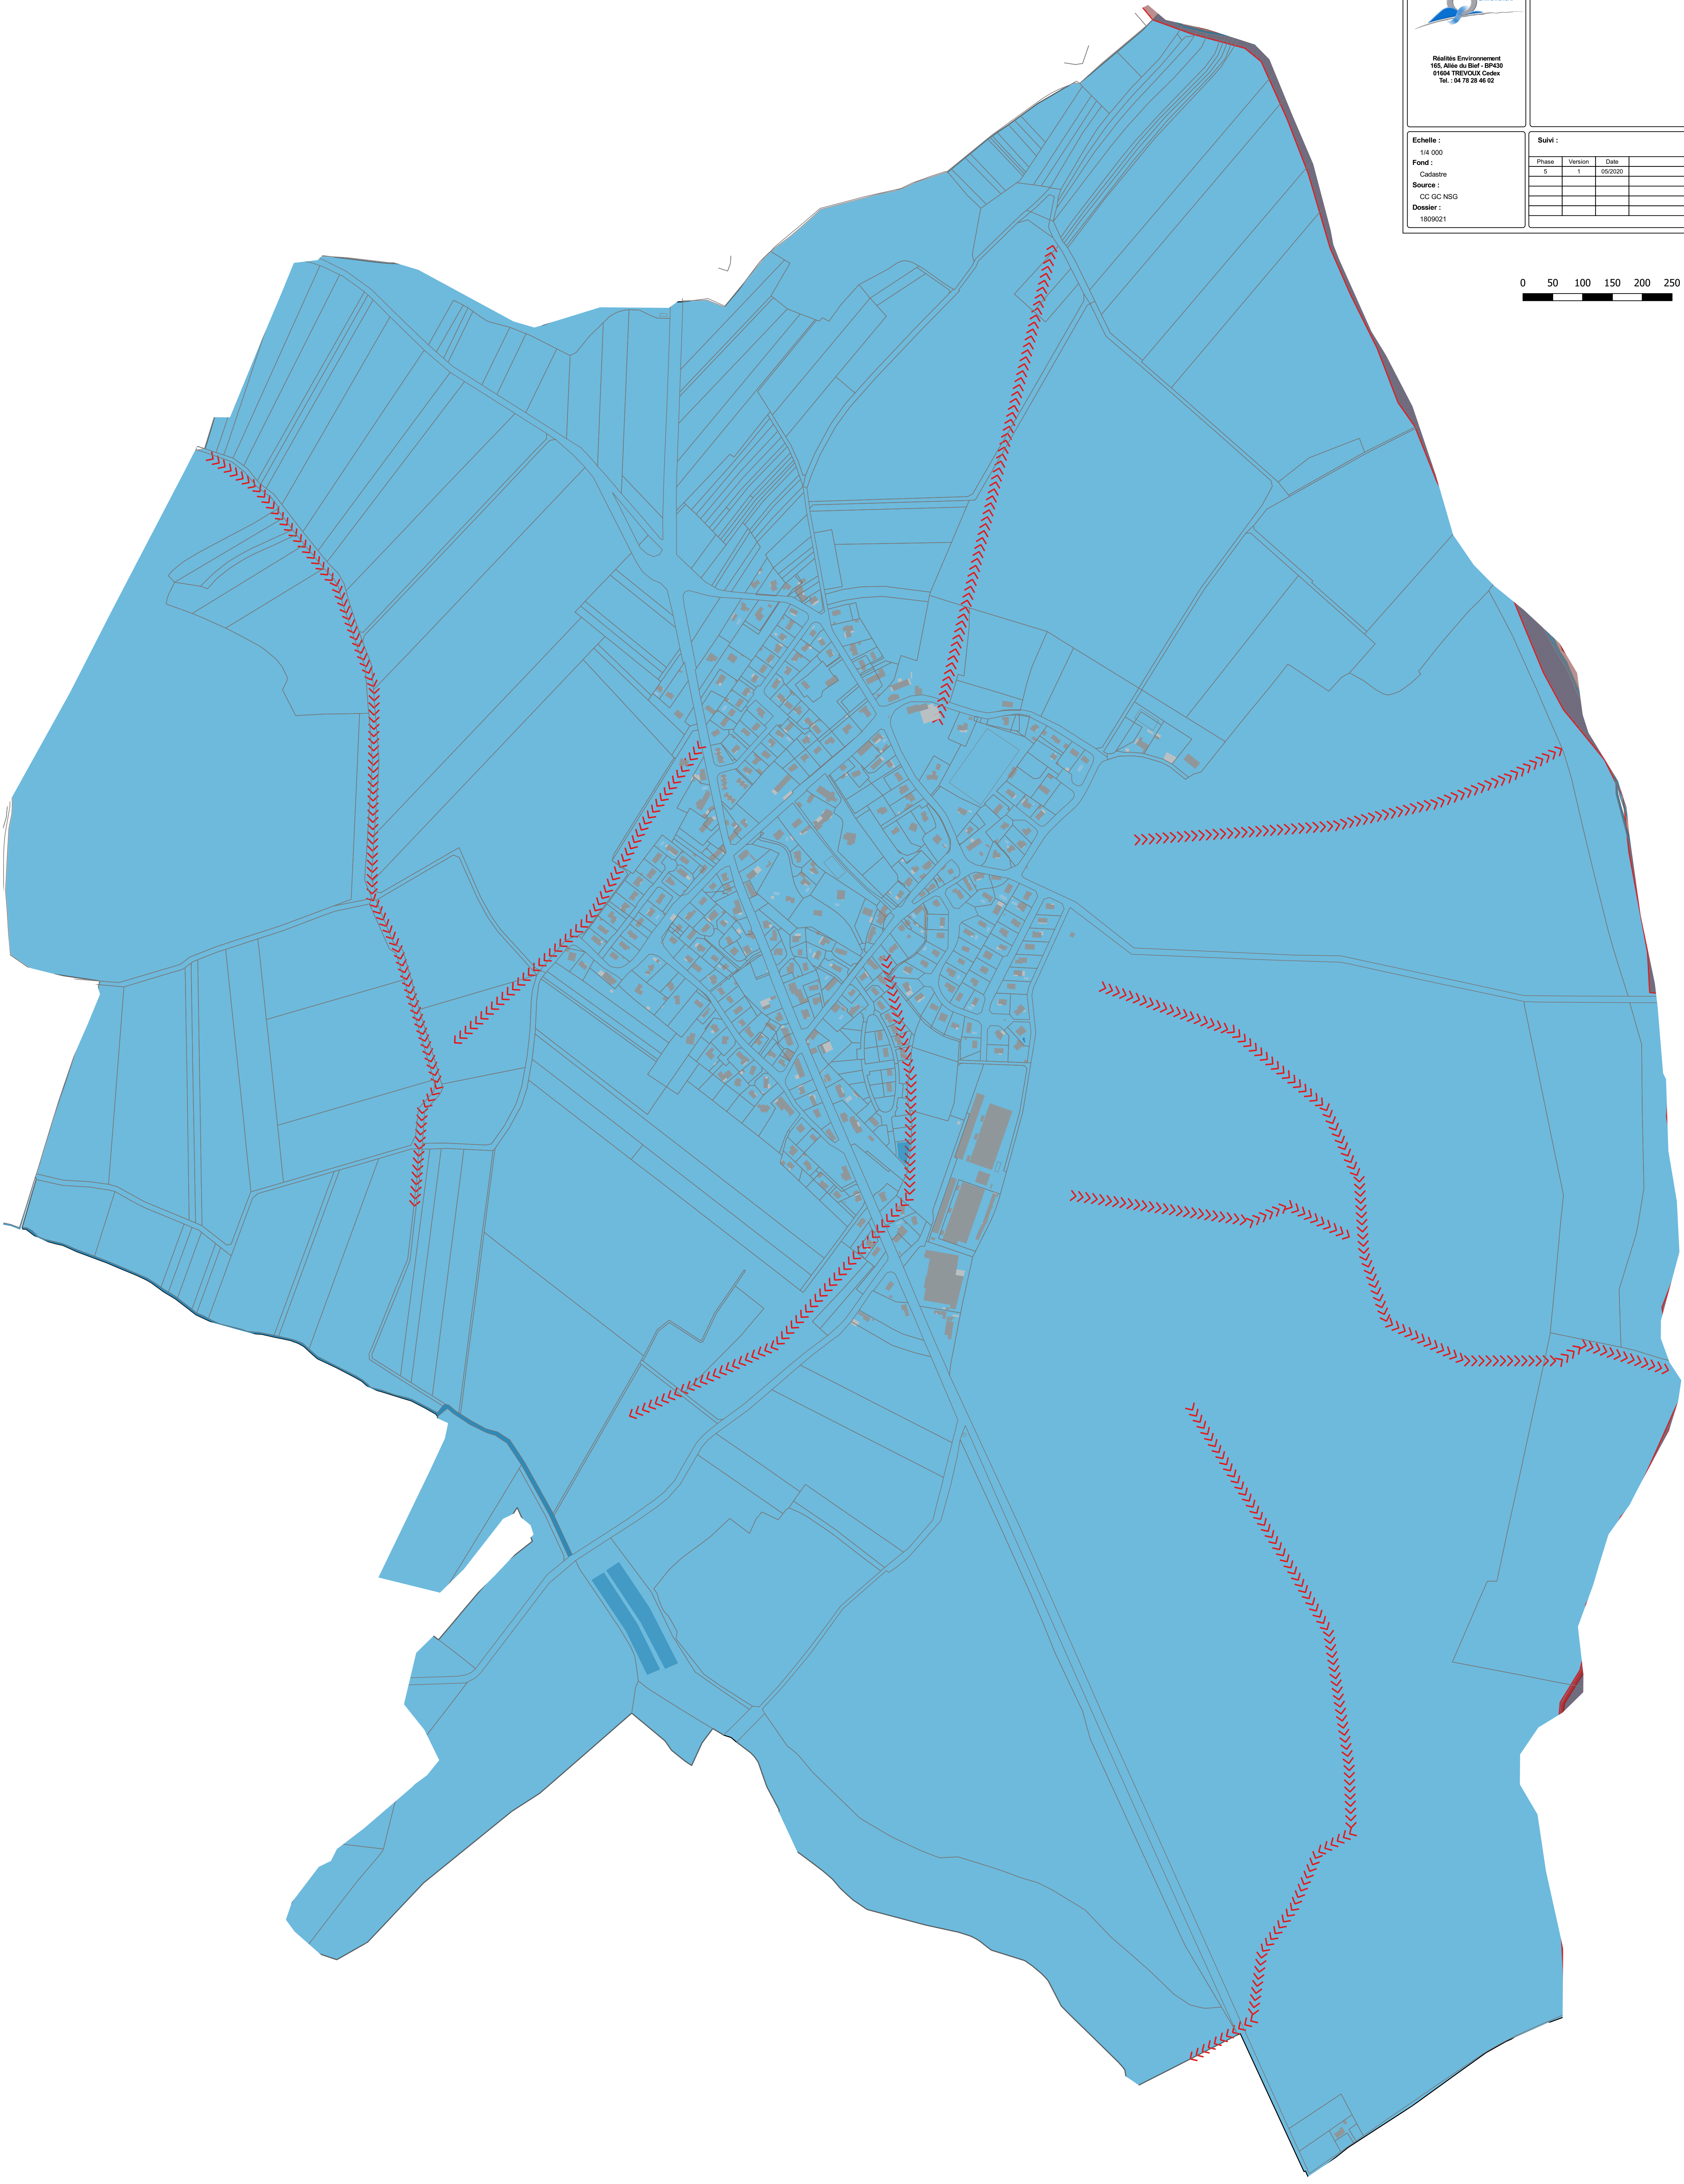 Réalités Environnement
165, Allée du Bief - BP430
01604 TREVOUX Cedex
Tel. : 04 78 28 46 02
Echelle :
1/4 000
Fond :
Cadastre
Source :
CC GC NSG
Dossier :
1809021
Suivi :
Phase Version Date
5 1 05/2020
0 50 100 150 200 250